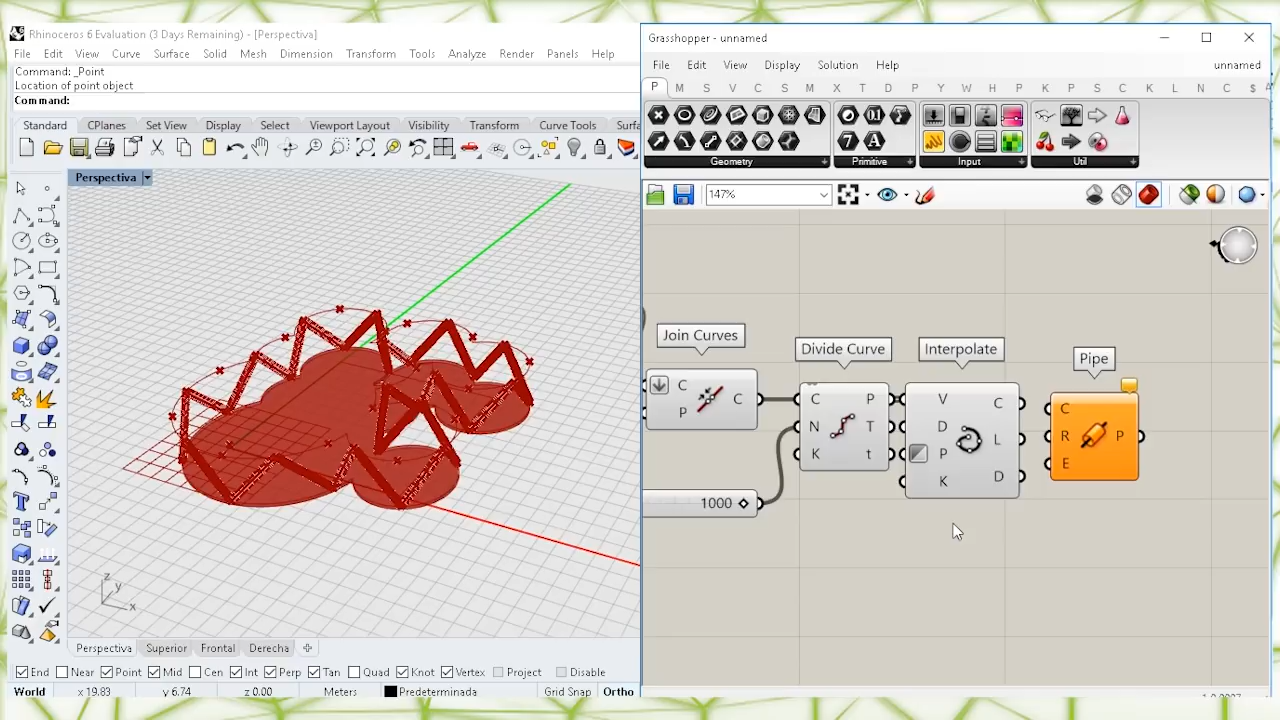 Rhinoceros 6 Evaluation (3 Days Remaining) - [Perspectiva]
File Edit View Curve Surface Solid Mesh Dimension Transform Tools Analyze Render Panels Help
Command: _Point
Location of point object
Command:
Standard CPlanes Set View Display Select Viewport Layout Visibility Transform Curve Tools Surfa
Perspectiva
z
y
x
Perspectiva Superior Frontal Derecha
End Near Point Mid Cen Int Perp Tan Quad Knot Vertex Project Disable
World x 19.83 y 6.74 z 0.00 Meters Predeterminada Grid Snap Ortho
Grasshopper - unnamed
File Edit View Display Solution Help unnamed
P M S V C S M X T D P K P S C K L N C $
Geometry Primitive Input Util
147%
Join Curves Divide Curve Interpolate Pipe
C P C
C N K P T t
V D P K C L D
C R E P
1000